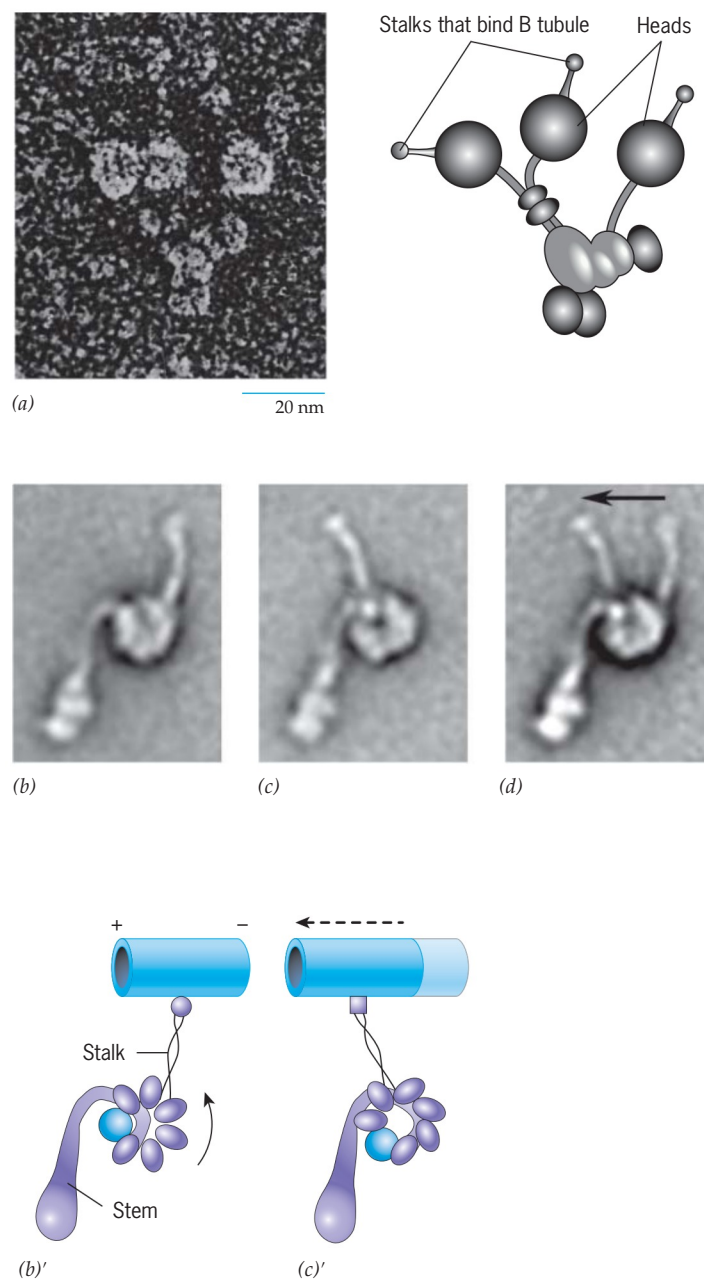 Stalks that bind B tubule Heads
(a)
20 nm
(b) (c) (d)
+ −
Stalk
Stem
(b)′ (c)′